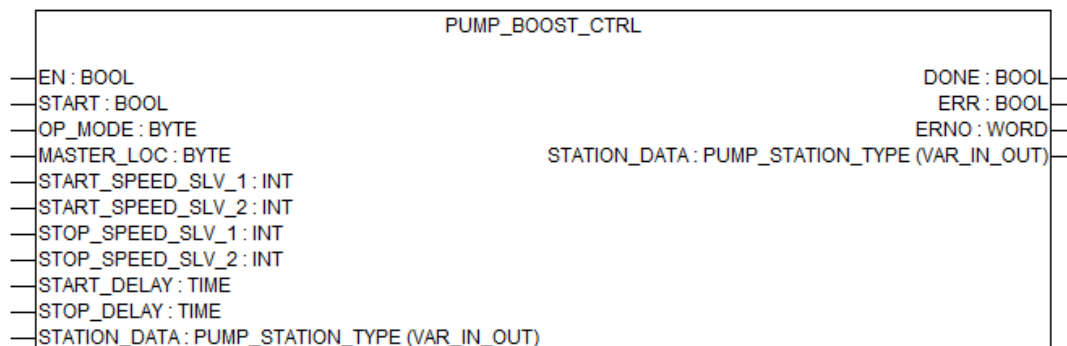 PUMP_BOOST_CTRL
EN : BOOL DONE : BOOL
START : BOOL ERR : BOOL
OP_MODE : BYTE ERNO : WORD
MASTER_LOC : BYTE STATION_DATA : PUMP_STATION_TYPE (VAR_IN_OUT)
START_SPEED_SLV_1 : INT
START_SPEED_SLV_2 : INT
STOP_SPEED_SLV_1 : INT
STOP_SPEED_SLV_2 : INT
START_DELAY : TIME
STOP_DELAY : TIME
STATION_DATA : PUMP_STATION_TYPE (VAR_IN_OUT)